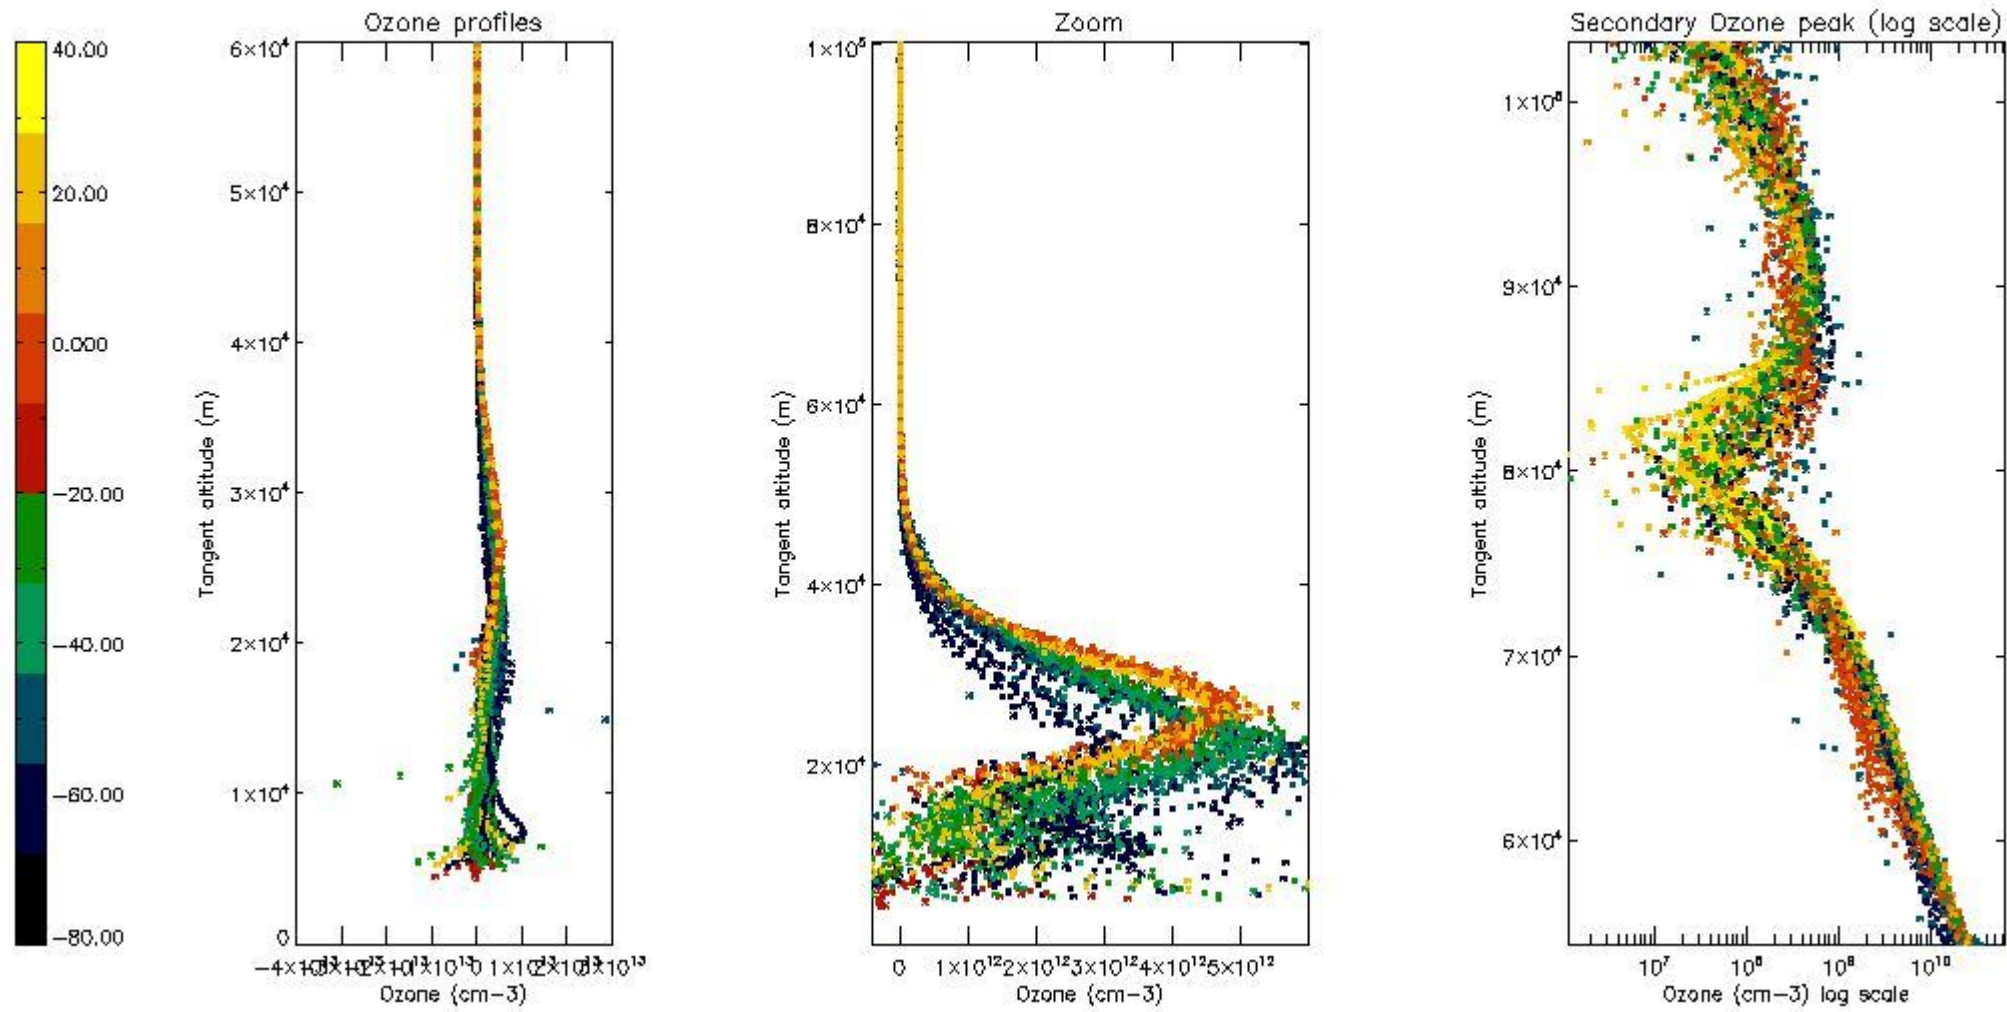 Ozone profiles
Zoom
Secondary Ozone peak (log scale)
40.00
20.00
0.000
−20.00
−40.00
−60.00
−80.00
6×10⁴
5×10⁴
4×10⁴
3×10⁴
2×10⁴
1×10⁴
0
Tangent altitude (m)
0
Ozone (cm−3)
1×10⁵
8×10⁴
6×10⁴
4×10⁴
2×10⁴
Tangent altitude (m)
0 1×10¹² 2×10¹² 3×10¹² 4×10¹² 5×10¹²
Ozone (cm−3)
9×10⁴
8×10⁴
7×10⁴
6×10⁴
Tangent altitude (m)
10⁷ 10⁸ 10⁹ 10¹⁰
Ozone (cm−3) log scale